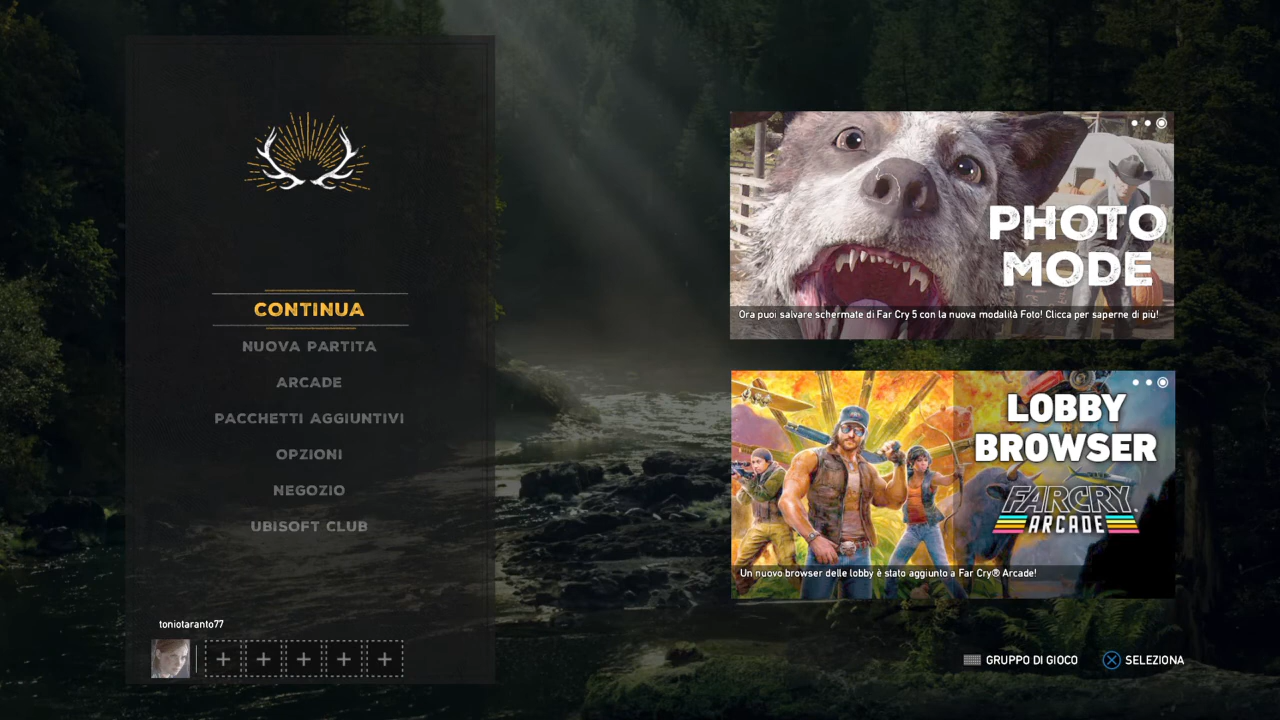 CONTINUA
NUOVA PARTITA
ARCADE
PACCHETTI AGGIUNTIVI
OPZIONI
NEGOZIO
UBISOFT CLUB
toniotaranto77
PHOTO
MODE
Ora puoi salvare schermate di Far Cry 5 con la nuova modalità Foto! Clicca per saperne di più!
LOBBY
BROWSER
FARCRY
ARCADE
Un nuovo browser delle lobby è stato aggiunto a Far Cry® Arcade!
GRUPPO DI GIOCO
SELEZIONA